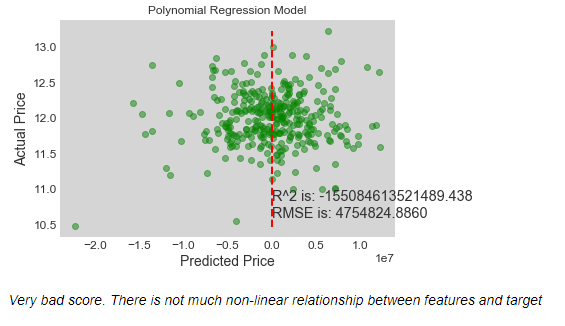 Polynomial Regression Model
13.0
12.5
12.0
11.5
11.0
10.5
Actual Price
R^2 is: -155084613521489.438
RMSE is: 4754824.8860
−2.0 −1.5 −1.0 −0.5 0.0 0.5 1.0
1e7
Predicted Price
Very bad score. There is not much non-linear relationship between features and target